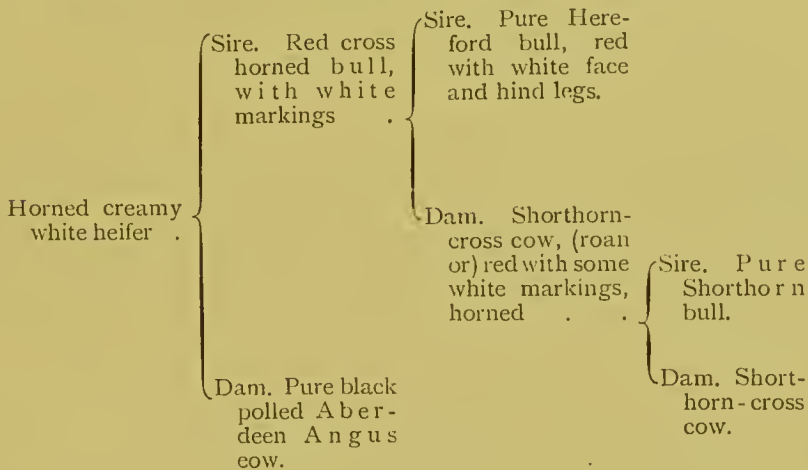 Horned creamy
white heifer .
Sire. Red cross
horned bull,
with white
markings .
Sire. Pure Here-
ford bull, red
with white face
and hind legs.
Dam. Shorthorn-
cross cow, (roan
or) red with some
white markings,
horned . .
Sire. Pure
Shorthorn
bull.
Dam. Short-
horn-cross
cow.
Dam. Pure black
polled Aber-
deen Angus
eow.